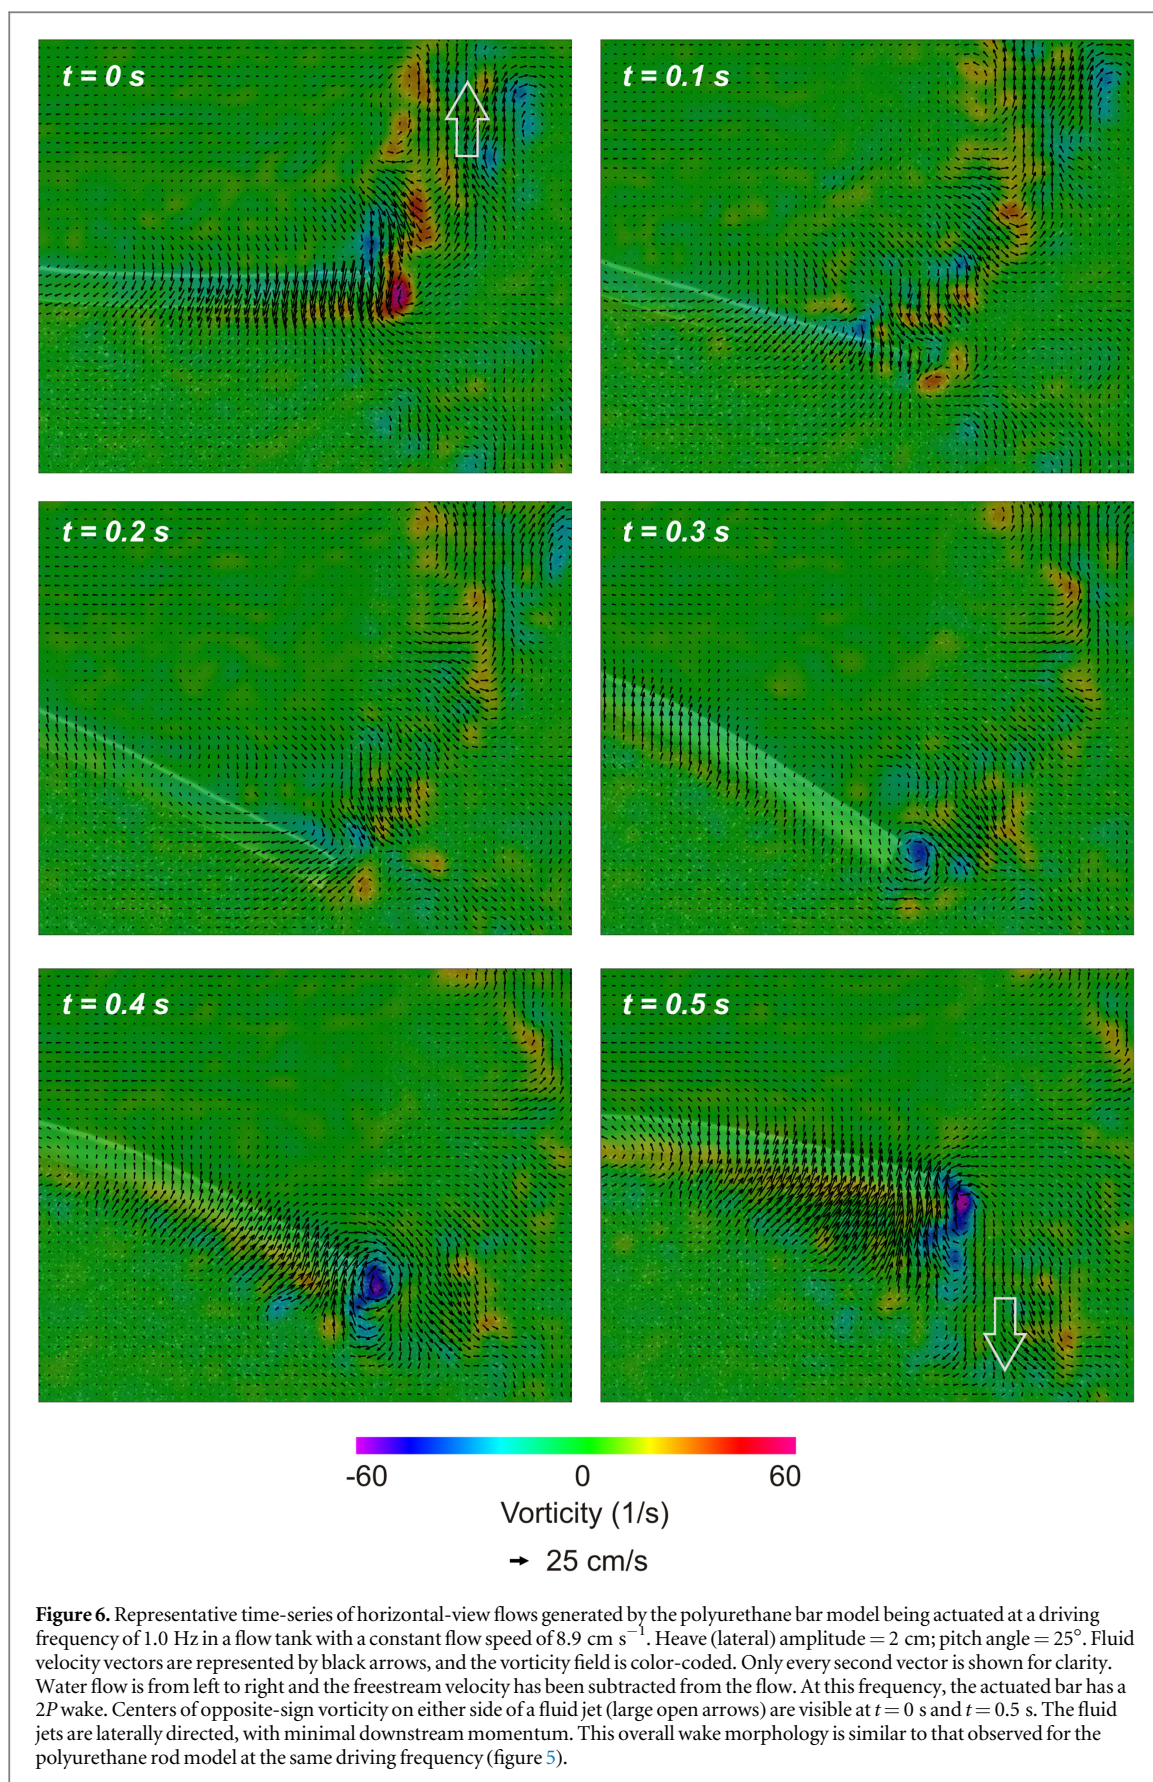 t = 0 s
t = 0.1 s
t = 0.2 s
t = 0.3 s
t = 0.4 s
t = 0.5 s
-60 0 60
Vorticity (1/s)
25 cm/s
Figure 6. Representative time-series of horizontal-view flows generated by the polyurethane bar model being actuated at a driving
frequency of 1.0 Hz in a flow tank with a constant flow speed of 8.9 cm s⁻¹. Heave (lateral) amplitude = 2 cm; pitch angle = 25°. Fluid
velocity vectors are represented by black arrows, and the vorticity field is color-coded. Only every second vector is shown for clarity.
Water flow is from left to right and the freestream velocity has been subtracted from the flow. At this frequency, the actuated bar has a
2P wake. Centers of opposite-sign vorticity on either side of a fluid jet (large open arrows) are visible at t = 0 s and t = 0.5 s. The fluid
jets are laterally directed, with minimal downstream momentum. This overall wake morphology is similar to that observed for the
polyurethane rod model at the same driving frequency (figure 5).